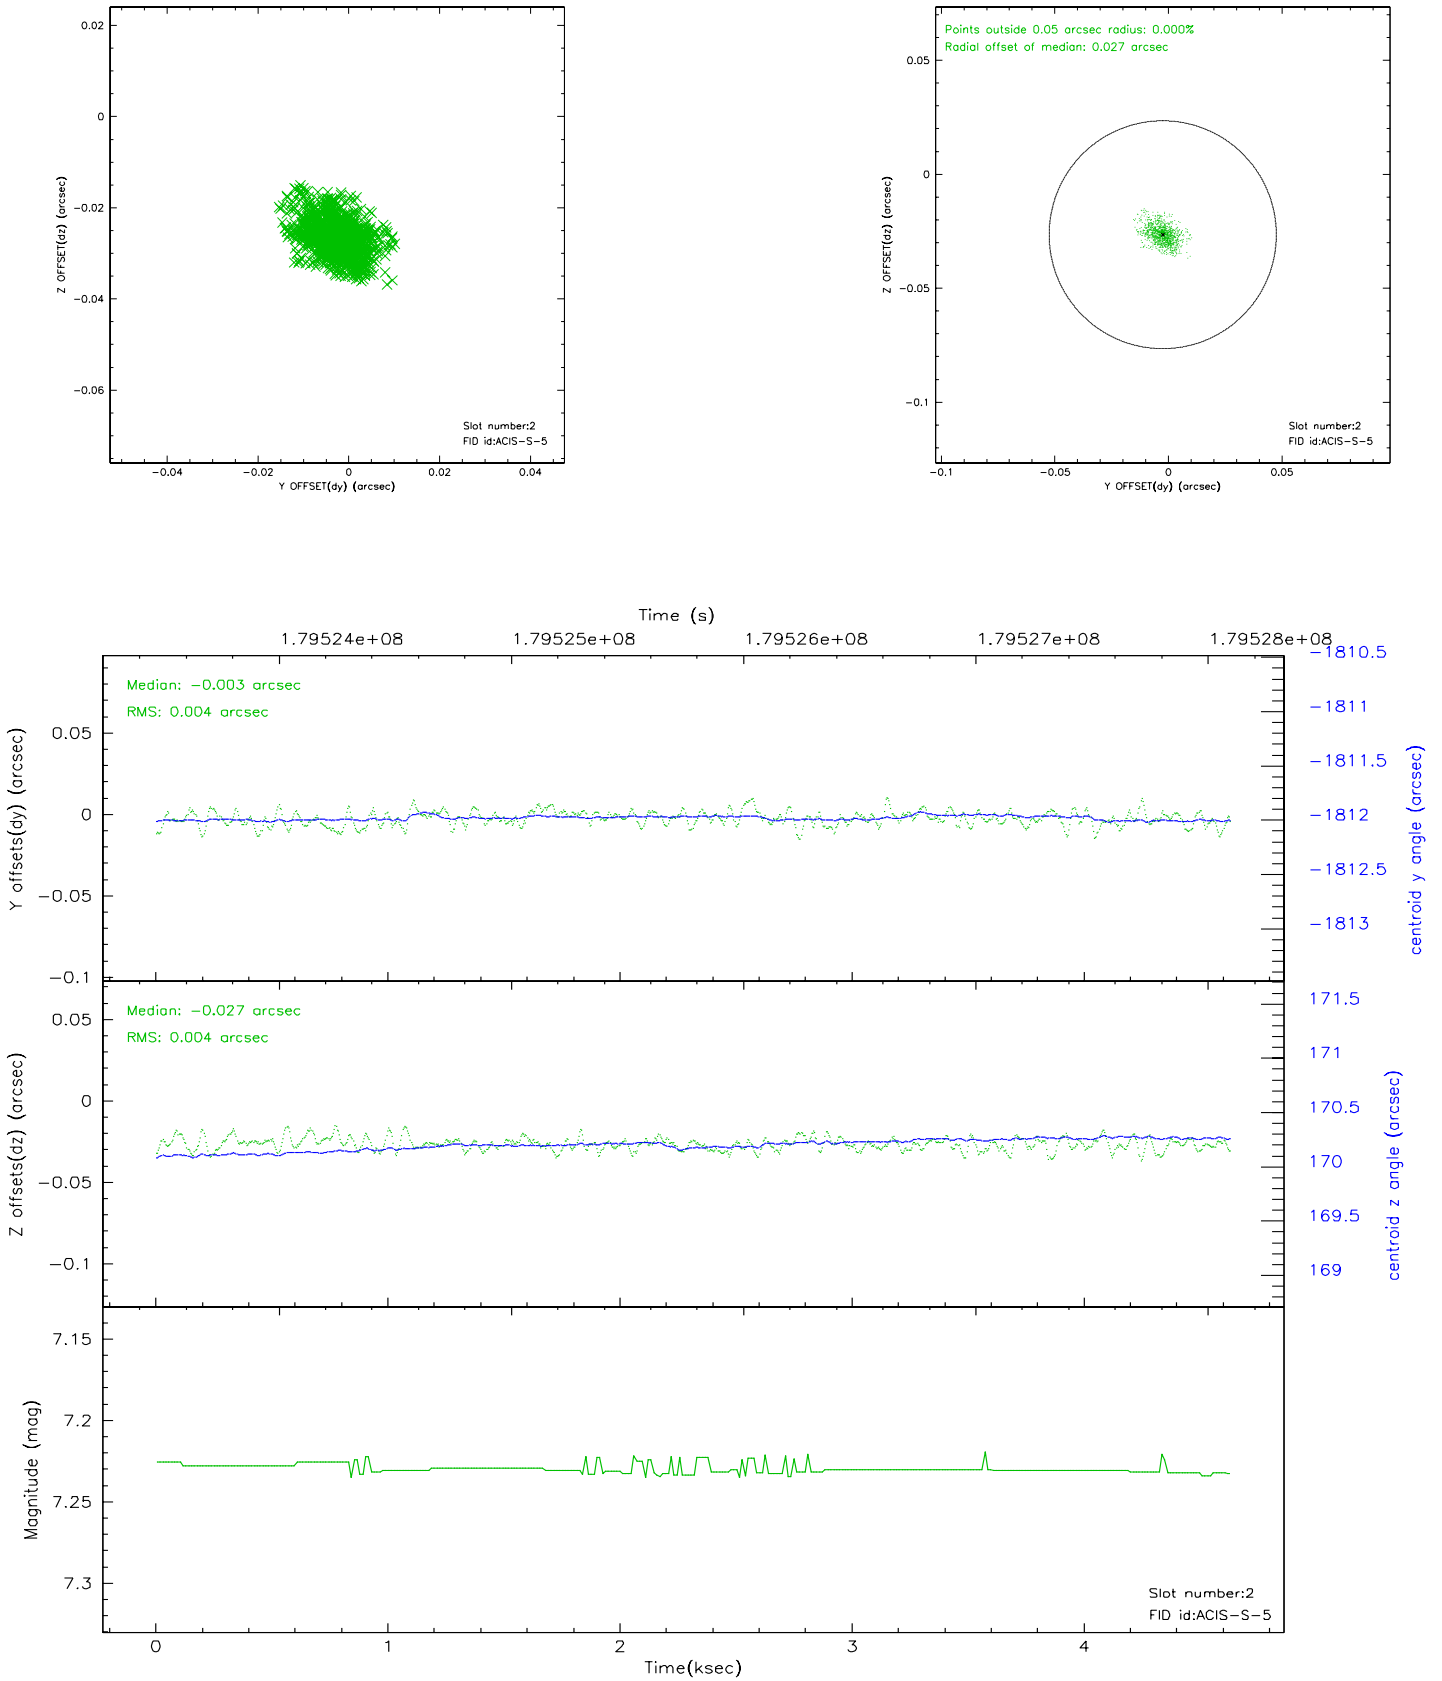 0.02
0
-0.02
-0.04
-0.06
Z OFFSET(dz) (arcsec)
-0.04 -0.02 0 0.02 0.04
Y OFFSET(dy) (arcsec)
Slot number:2
FID id:ACIS-S-5
Points outside 0.05 arcsec radius: 0.000%
Radial offset of median: 0.027 arcsec
0.05
0
-0.05
-0.1
Z OFFSET(dz) (arcsec)
-0.1 -0.05 0 0.05
Y OFFSET(dy) (arcsec)
Slot number:2
FID id:ACIS-S-5
Time (s)
1.79524e+08 1.79525e+08 1.79526e+08 1.79527e+08 1.79528e+08
Median: -0.003 arcsec
RMS: 0.004 arcsec
0.05
0
-0.05
-0.1
Y offsets(dy) (arcsec)
-1810.5
-1811
-1811.5
-1812
-1812.5
-1813
centroid y angle (arcsec)
Median: -0.027 arcsec
RMS: 0.004 arcsec
0.05
0
-0.05
-0.1
Z offsets(dz) (arcsec)
171.5
171
170.5
170
169.5
169
centroid z angle (arcsec)
7.15
7.2
7.25
7.3
Magnitude (mag)
Slot number:2
FID id:ACIS-S-5
0 1 2 3 4
Time(ksec)